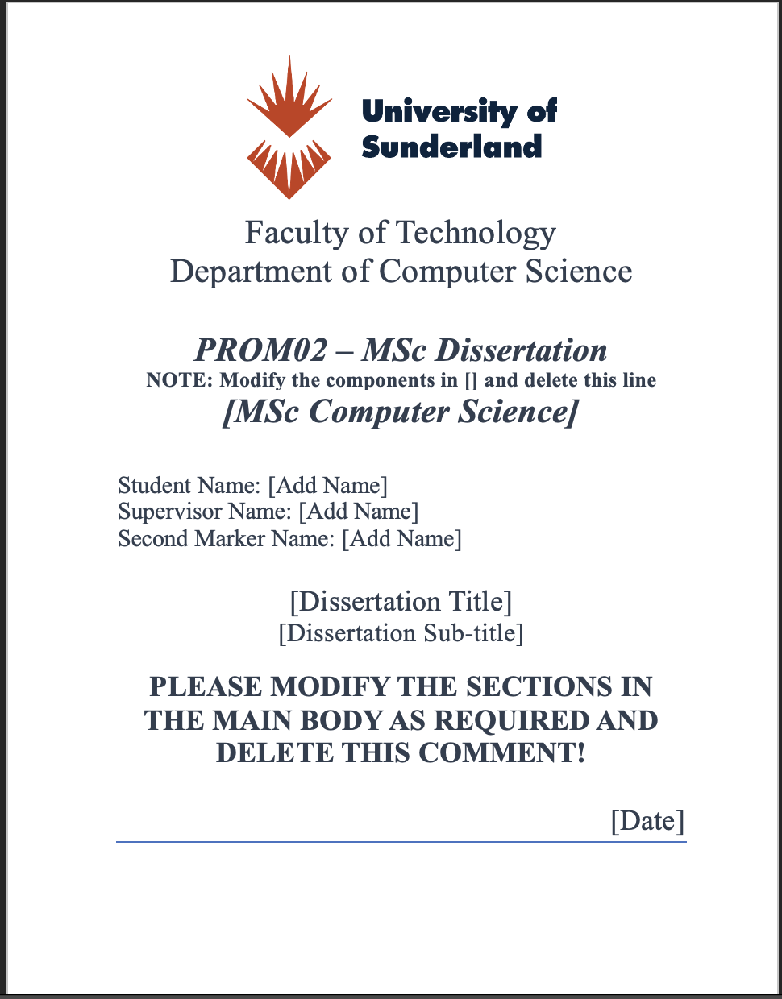 University of
Sunderland
Faculty of Technology
Department of Computer Science
PROM02 – MSc Dissertation
NOTE: Modify the components in [] and delete this line
[MSc Computer Science]
Student Name: [Add Name]
Supervisor Name: [Add Name]
Second Marker Name: [Add Name]
[Dissertation Title]
[Dissertation Sub-title]
PLEASE MODIFY THE SECTIONS IN
THE MAIN BODY AS REQUIRED AND
DELETE THIS COMMENT!
[Date]